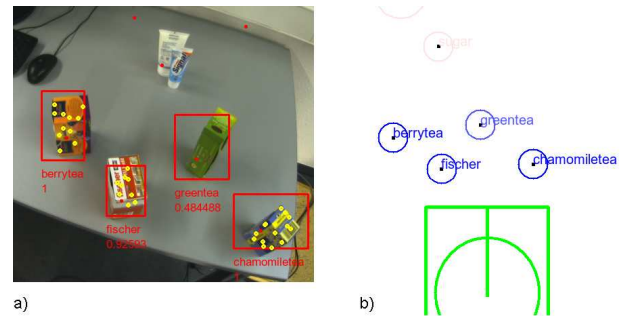 berrytea
1
fischer
0.92593
greentea
0.484488
chamomiletea
1
sugar
greentea
berrytea
fischer
chamomiletea
a)
b)